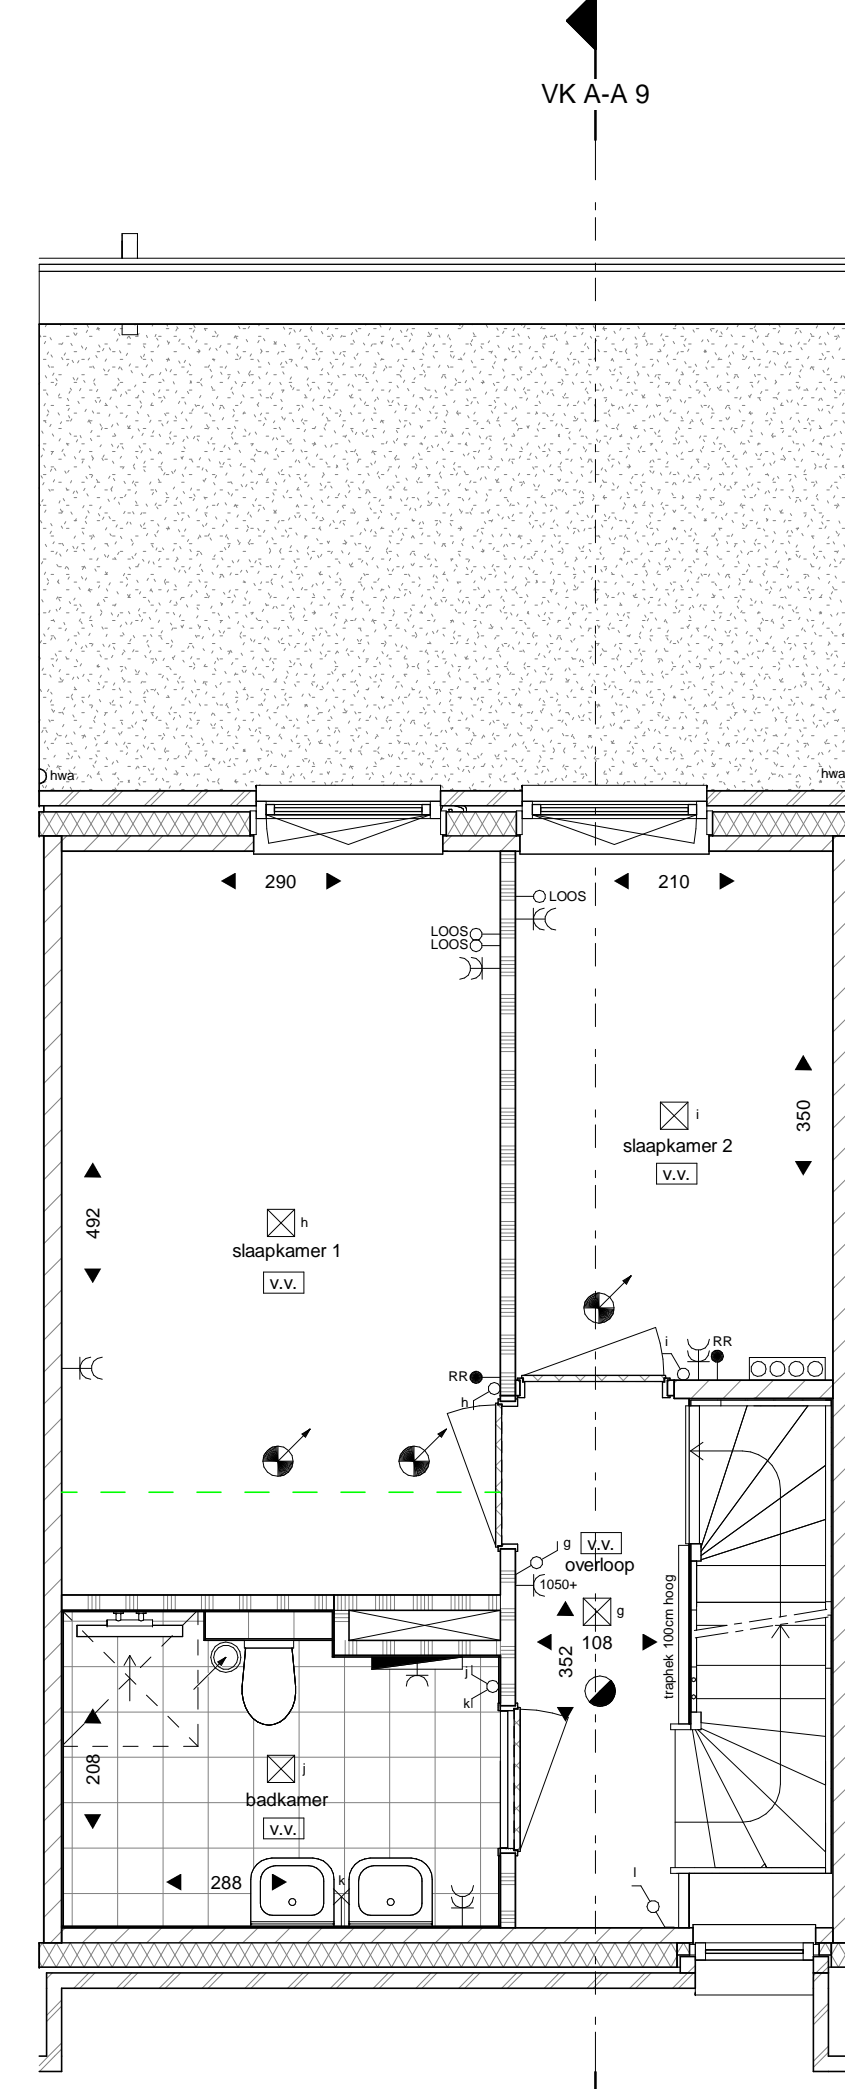 VK A-A 9
hwa
hwa
290
210
LOOS
LOOS
LOOS
350
i
slaapkamer 2
v.v.
492
h
slaapkamer 1
v.v.
i
RR
RR
h
g
v.v.
overloop
1050+
g
108
352
traphek 100cm hoog
j
k
208
j
badkamer
v.v.
288
k
l